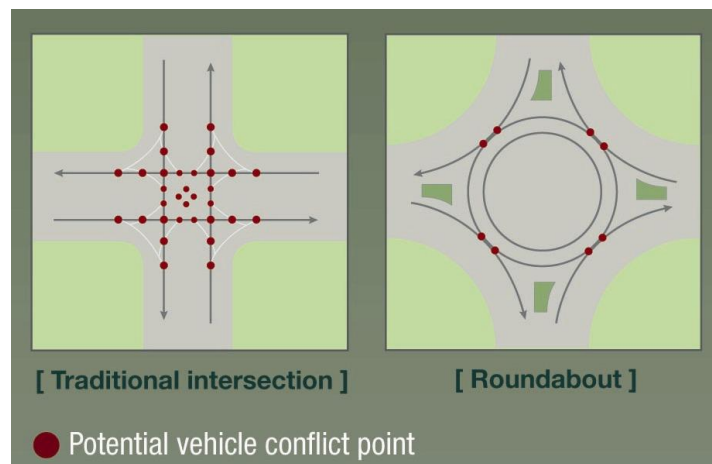 [ Traditional intersection ]
[ Roundabout ]
Potential vehicle conflict point